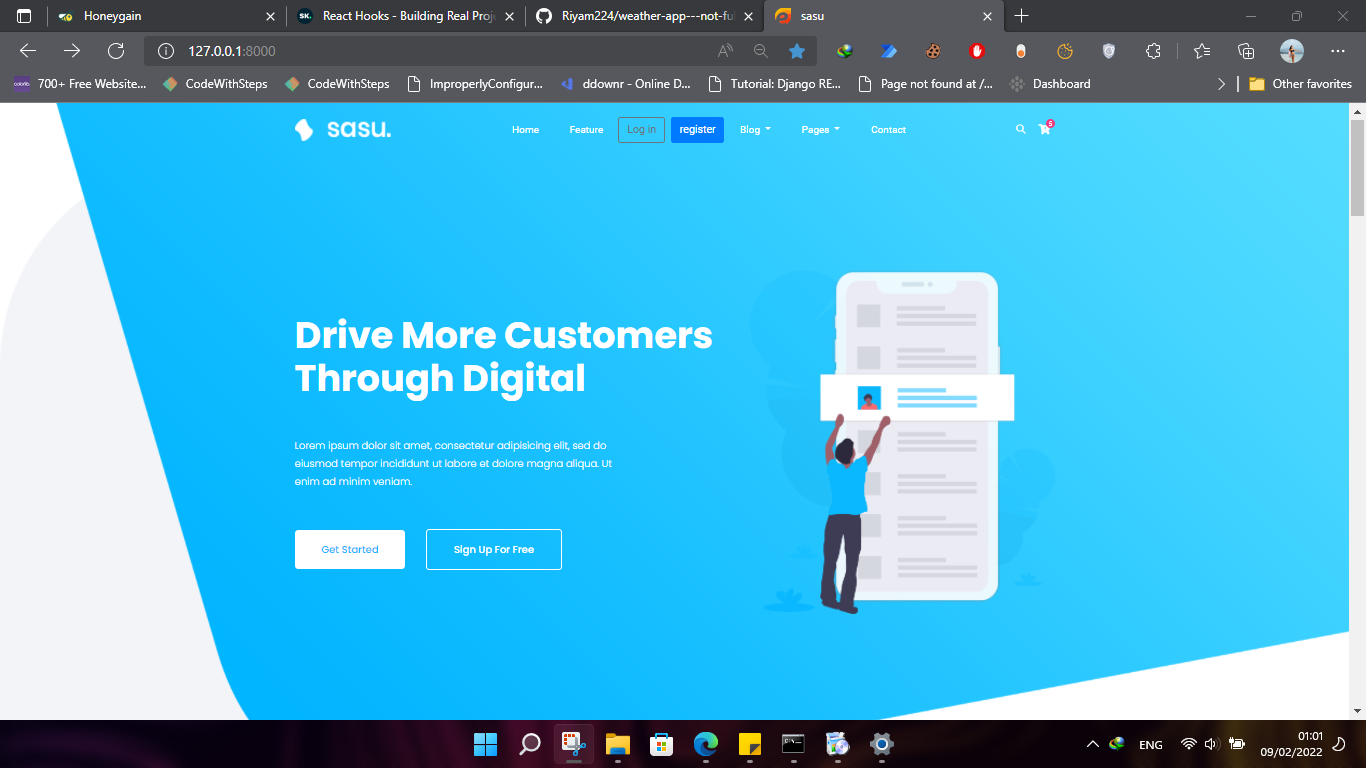 Honeygain
React Hooks - Building Real Proj
Riyam224/weather-app---not-ful
sasu
127.0.0.1:8000
700+ Free Website...
CodeWithSteps
CodeWithSteps
ImproperlyConfigur...
ddownr - Online D...
Tutorial: Django RE...
Page not found at /...
Dashboard
Other favorites
sasu.
Home
Feature
Log in
register
Blog
Pages
Contact
5
Drive More Customers
Through Digital
Lorem ipsum dolor sit amet, consectetur adipisicing elit, sed do
eiusmod tempor incididunt ut labore et dolore magna aliqua. Ut
enim ad minim veniam.
Get Started
Sign Up For Free
ENG
01:01
09/02/2022